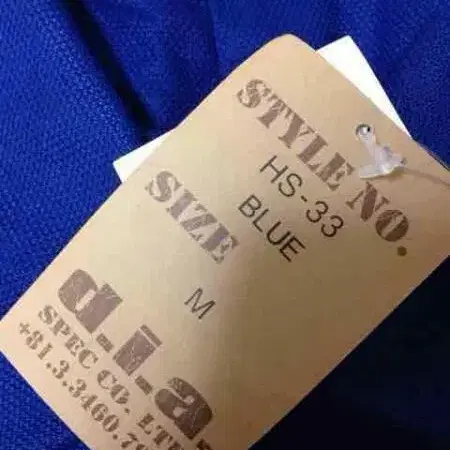 STYLE NO.
HS-33
BLUE
SIZE
M
u.i.a.
SPEC CO. LTD